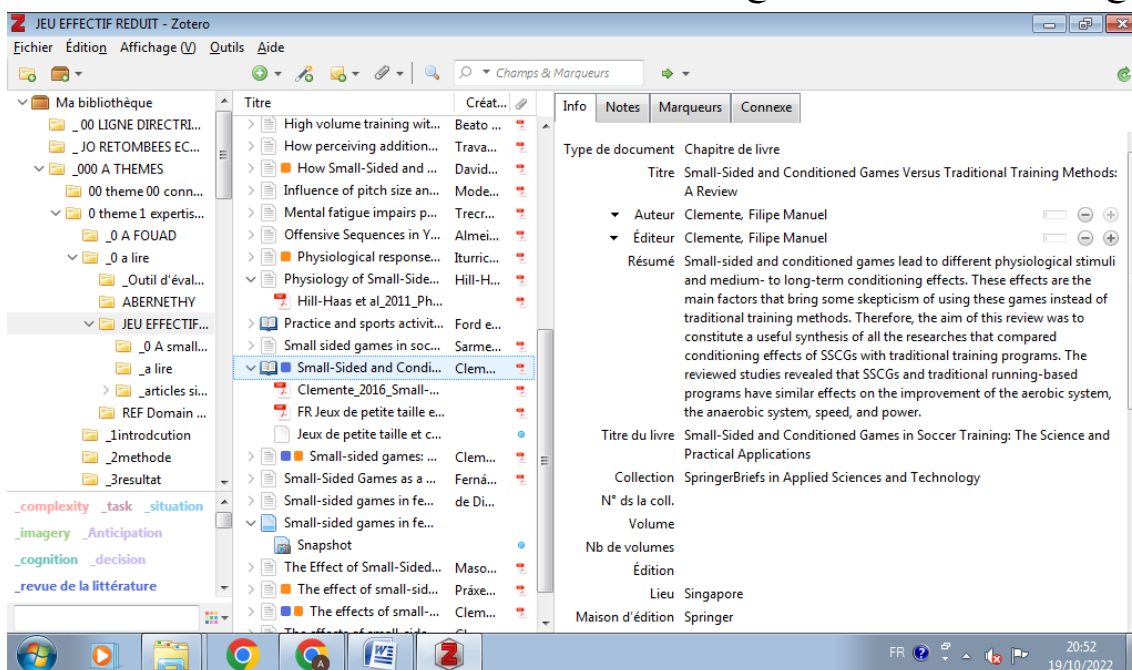 JEU EFFECTIF REDUIT - Zotero
Fichier Édition Affichage (V) Outils Aide
Champs & Marqueurs
Ma bibliothèque
_ 00 LIGNE DIRECTRI...
_ JO RETOMBEES EC...
_000 A THEMES
00 theme 00 conn...
0 theme 1 expertis...
_0 A FOUAD
_0 a lire
_Outil d'éval...
ABERNETHY
JEU EFFECTIF...
_0 A small...
_a lire
_articles si...
REF Domain ...
_1introdcution
_2methode
_3resultat
_complexity _task _situation
_imagery _Anticipation
_cognition _decision
_revue de la littérature
Titre Créat...
High volume training wit... Beato ...
How perceiving addition... Trava...
How Small-Sided and ... David...
Influence of pitch size an... Mode...
Mental fatigue impairs p... Trecr...
Offensive Sequences in Y... Almei...
Physiological response... Iturric...
Physiology of Small-Side... Hill-H...
Hill-Haas et al_2011_Ph...
Practice and sports activit... Ford e...
Small sided games in soc... Sarme...
Small-Sided and Condi... Clem...
Clemente_2016_Small-...
FR Jeux de petite taille e...
Jeux de petite taille et c...
Small-sided games: ... Clem...
Small-Sided Games as a ... Ferná...
Small-sided games in fe... de Di...
Small-sided games in fe...
Snapshot
The Effect of Small-Sided... Maso...
The effect of small-sid... Práxe...
The effects of small-... Clem...
Info Notes Marqueurs Connexe
Type de document Chapitre de livre
Titre Small-Sided and Conditioned Games Versus Traditional Training Methods:
A Review
Auteur Clemente, Filipe Manuel
Éditeur Clemente, Filipe Manuel
Résumé Small-sided and conditioned games lead to different physiological stimuli
and medium- to long-term conditioning effects. These effects are the
main factors that bring some skepticism of using these games instead of
traditional training methods. Therefore, the aim of this review was to
constitute a useful synthesis of all the researches that compared
conditioning effects of SSCGs with traditional training programs. The
reviewed studies revealed that SSCGs and traditional running-based
programs have similar effects on the improvement of the aerobic system,
the anaerobic system, speed, and power.
Titre du livre Small-Sided and Conditioned Games in Soccer Training: The Science and
Practical Applications
Collection SpringerBriefs in Applied Sciences and Technology
N° ds la coll.
Volume
Nb de volumes
Édition
Lieu Singapore
Maison d'édition Springer
FR
20:52
19/10/2022